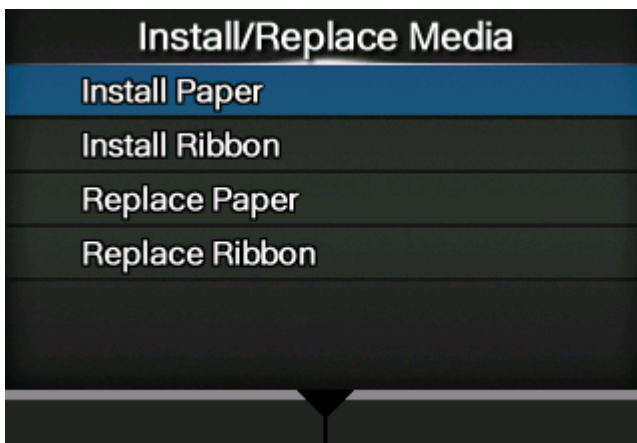 Install/Replace Media
Install Paper
Install Ribbon
Replace Paper
Replace Ribbon